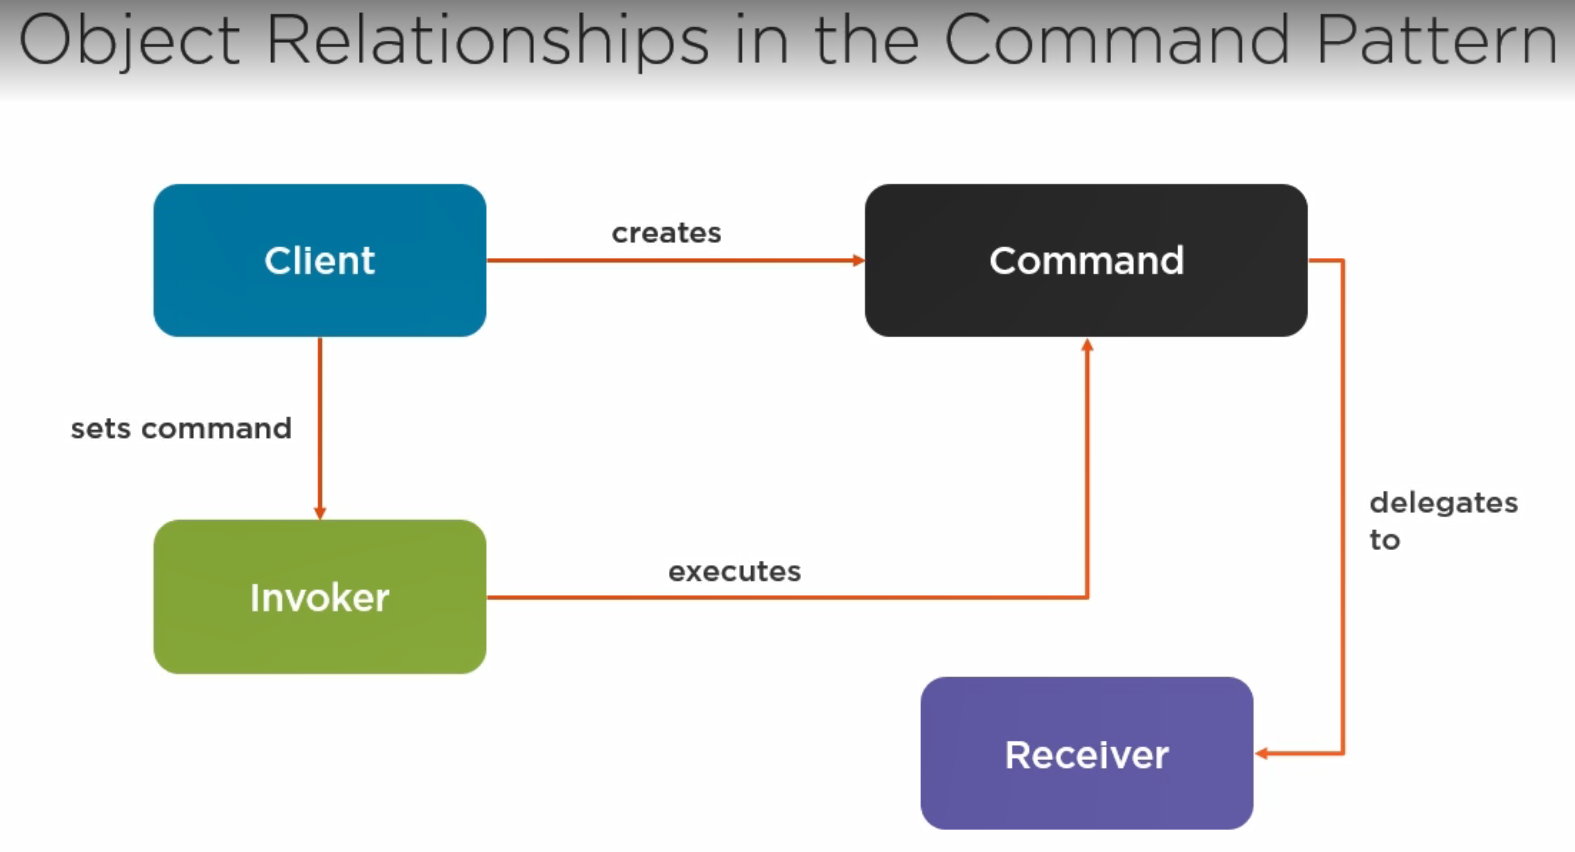 Object Relationships in the Command Pattern
Client
creates
Command
sets command
delegates
to
Invoker
executes
Receiver